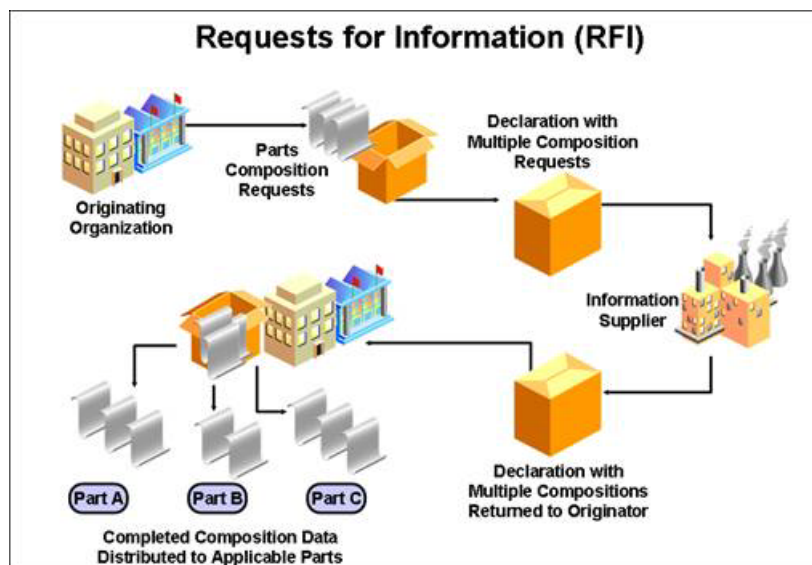 Requests for Information (RFI)
Originating
Organization
Parts
Composition
Requests
Declaration with
Multiple Composition
Requests
Information
Supplier
Declaration with
Multiple Compositions
Returned to Originator
Part A
Part B
Part C
Completed Composition Data
Distributed to Applicable Parts